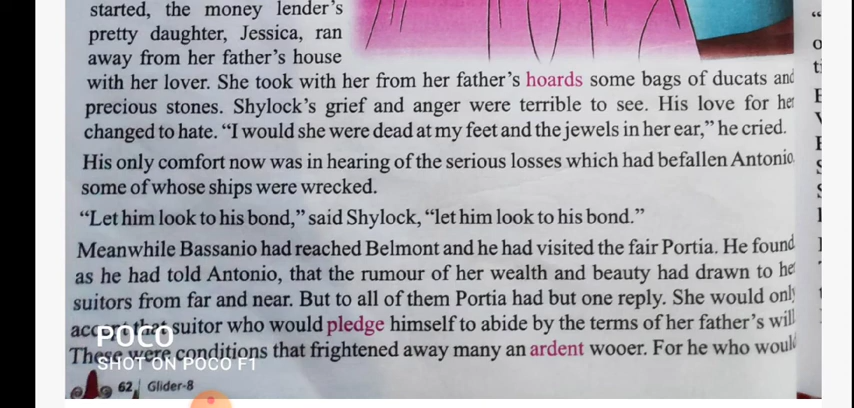 started, the money lender's
pretty daughter, Jessica, ran
away from her father's house
with her lover. She took with her from her father's hoards some bags of ducats and
precious stones. Shylock's grief and anger were terrible to see. His love for her
changed to hate. “I would she were dead at my feet and the jewels in her ear,” he cried.
His only comfort now was in hearing of the serious losses which had befallen Antonio
some of whose ships were wrecked.
“Let him look to his bond,” said Shylock, “let him look to his bond.”
Meanwhile Bassanio had reached Belmont and he had visited the fair Portia. He found
as he had told Antonio, that the rumour of her wealth and beauty had drawn to her
suitors from far and near. But to all of them Portia had but one reply. She would only
accept that suitor who would pledge himself to abide by the terms of her father's will
These were conditions that frightened away many an ardent wooer. For he who would
POCO
SHOT ON POCO F1
62 Glider-8